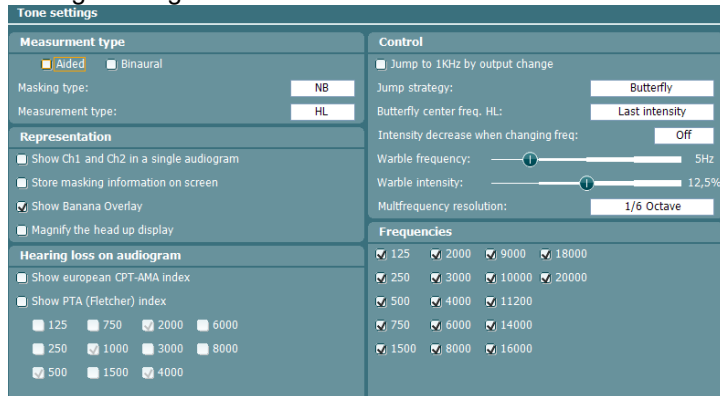 Tone settings
Measurment type
Aided Binaural
Masking type: NB
Measurement type: HL
Representation
Show Ch1 and Ch2 in a single audiogram
Store masking information on screen
Show Banana Overlay
Magnify the head up display
Hearing loss on audiogram
Show european CPT-AMA index
Show PTA (Fletcher) index
125 750 2000 6000
250 1000 3000 8000
500 1500 4000
Control
Jump to 1KHz by output change
Jump strategy: Butterfly
Butterfly center freq. HL: Last intensity
Intensity decrease when changing freq: Off
Warble frequency: 5Hz
Warble intensity: 12,5%
Multfrequency resolution: 1/6 Octave
Frequencies
125 2000 9000 18000
250 3000 10000 20000
500 4000 11200
750 6000 14000
1500 8000 16000